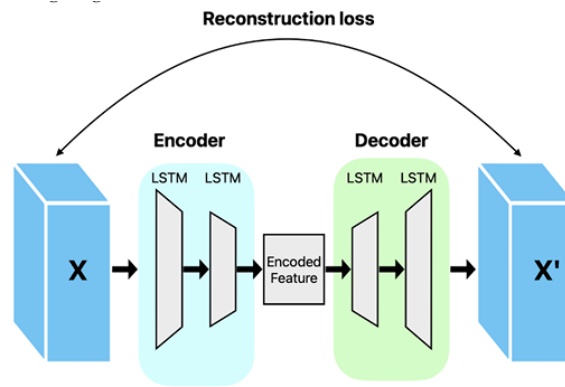 Reconstruction loss
Encoder
Decoder
LSTM LSTM
LSTM LSTM
X
Encoded
Feature
X'